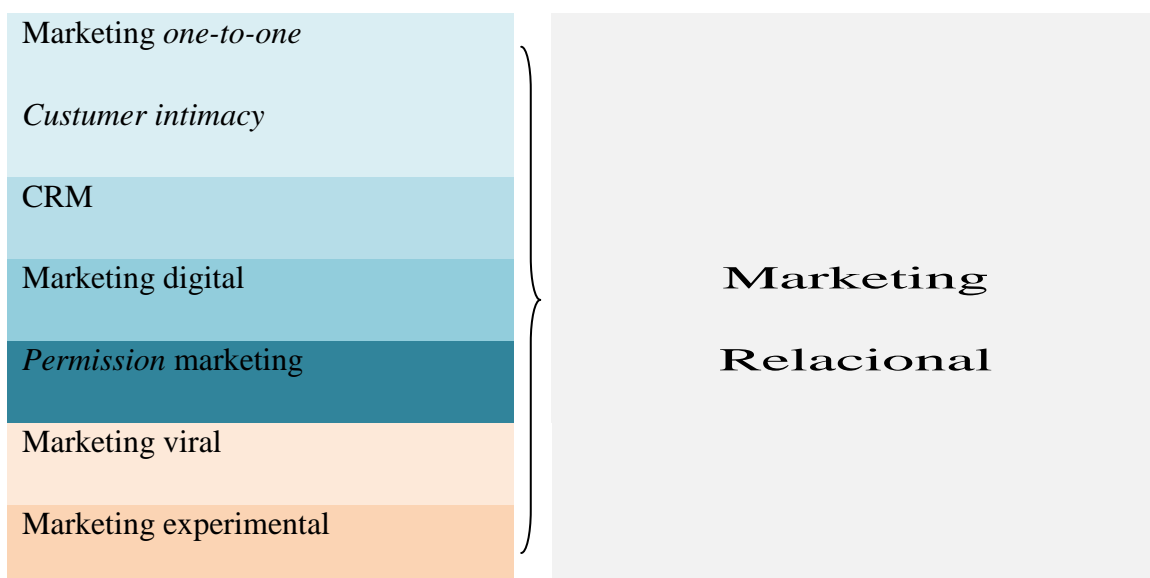 Marketing one-to-one
Custumer intimacy
CRM
Marketing digital
Permission marketing
Marketing viral
Marketing experimental
Marketing
Relacional